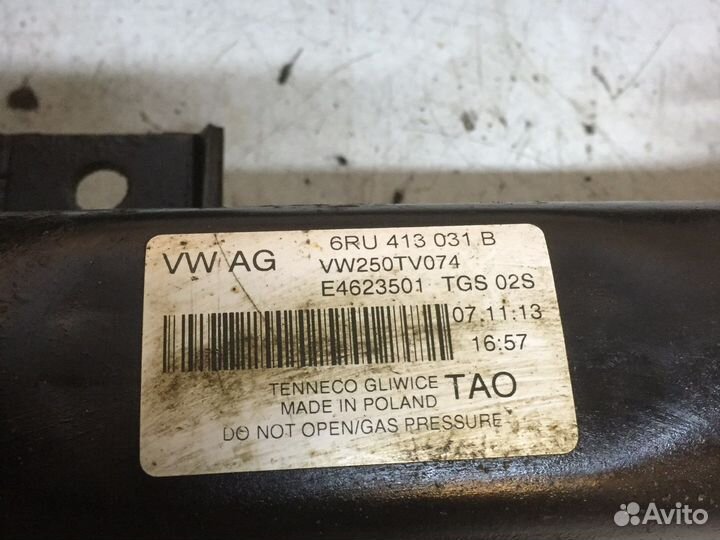 6RU 413 031 B
VW AG
VW250TV074
E4623501 TGS 02S
07.11.13
16:57
TENNECO GLIWICE
MADE IN POLAND
TAO
DO NOT OPEN/GAS PRESSURE
Avito